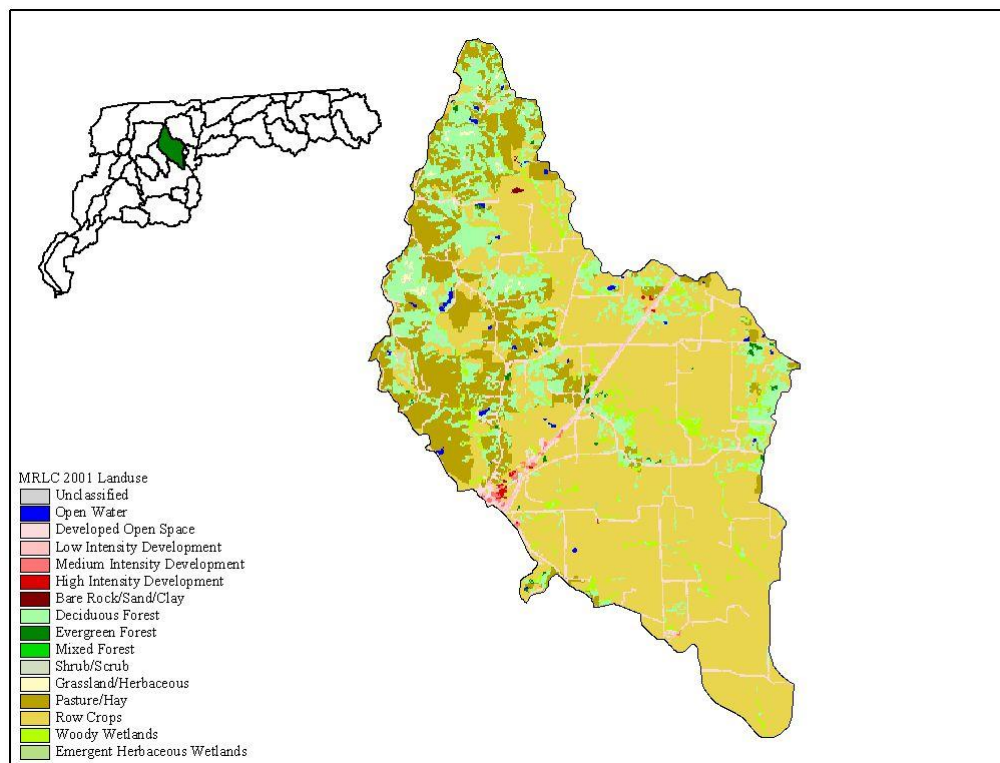 MRLC 2001 Landuse
Unclassified
Open Water
Developed Open Space
Low Intensity Development
Medium Intensity Development
High Intensity Development
Bare Rock/Sand/Clay
Deciduous Forest
Evergreen Forest
Mixed Forest
Shrub/Scrub
Grassland/Herbaceous
Pasture/Hay
Row Crops
Woody Wetlands
Emergent Herbaceous Wetlands